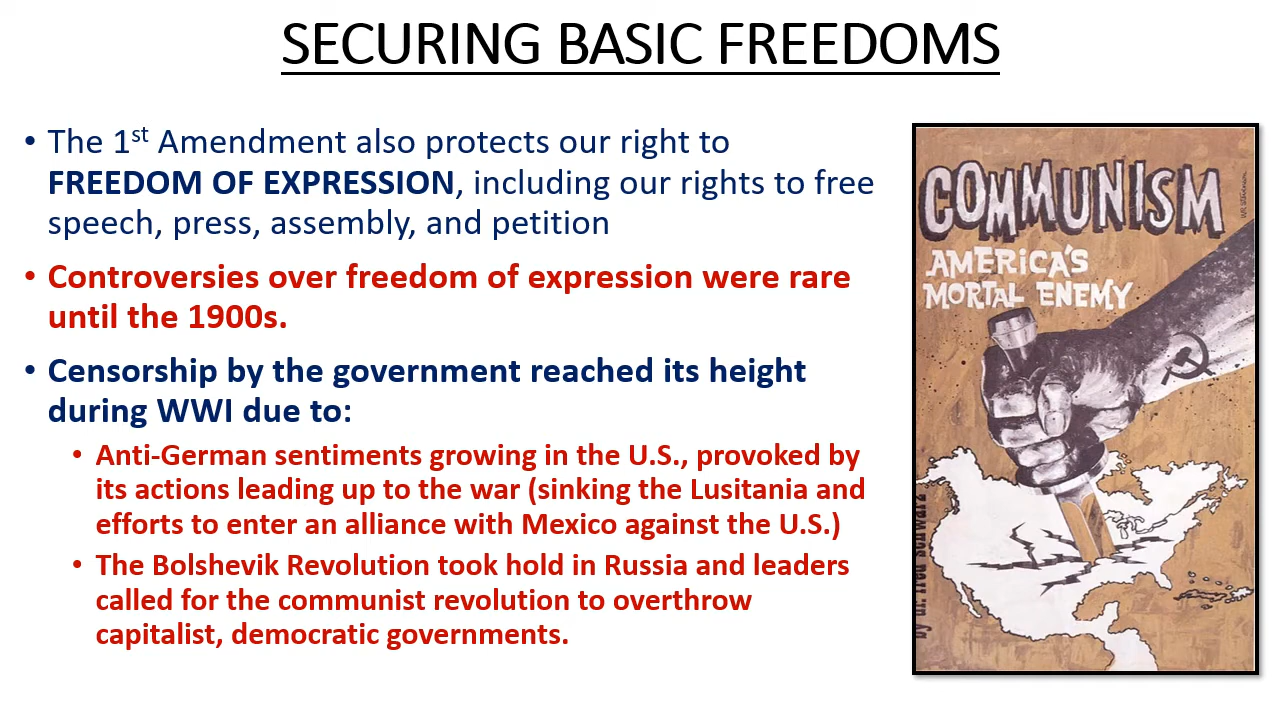 SECURING BASIC FREEDOMS
• The 1st Amendment also protects our right to
FREEDOM OF EXPRESSION, including our rights to free
speech, press, assembly, and petition
• Controversies over freedom of expression were rare
until the 1900s.
• Censorship by the government reached its height
during WWI due to:
• Anti-German sentiments growing in the U.S., provoked by
its actions leading up to the war (sinking the Lusitania and
efforts to enter an alliance with Mexico against the U.S.)
• The Bolshevik Revolution took hold in Russia and leaders
called for the communist revolution to overthrow
capitalist, democratic governments.
COMMUNISM
AMERICA'S
MORTAL ENEMY
by dr. fred schwarz